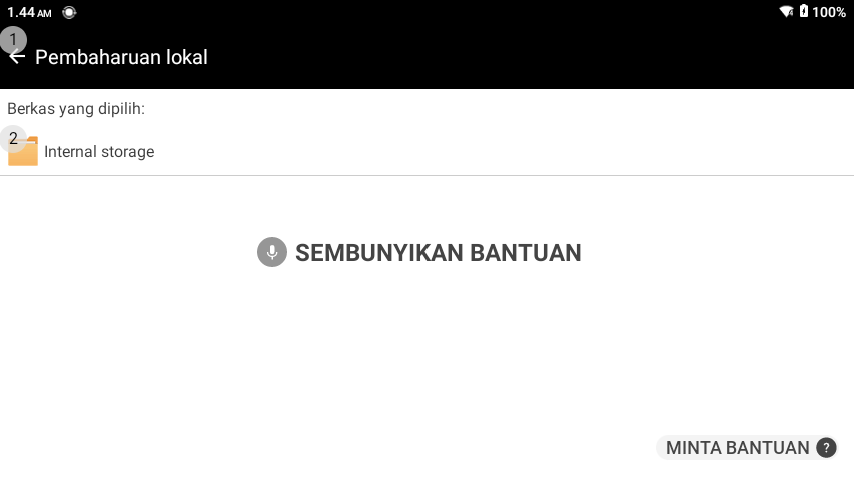 1.44 AM 100%
1
Pembaharuan lokal
Berkas yang dipilih:
2
Internal storage
SEMBUNYIKAN BANTUAN
MINTA BANTUAN ?